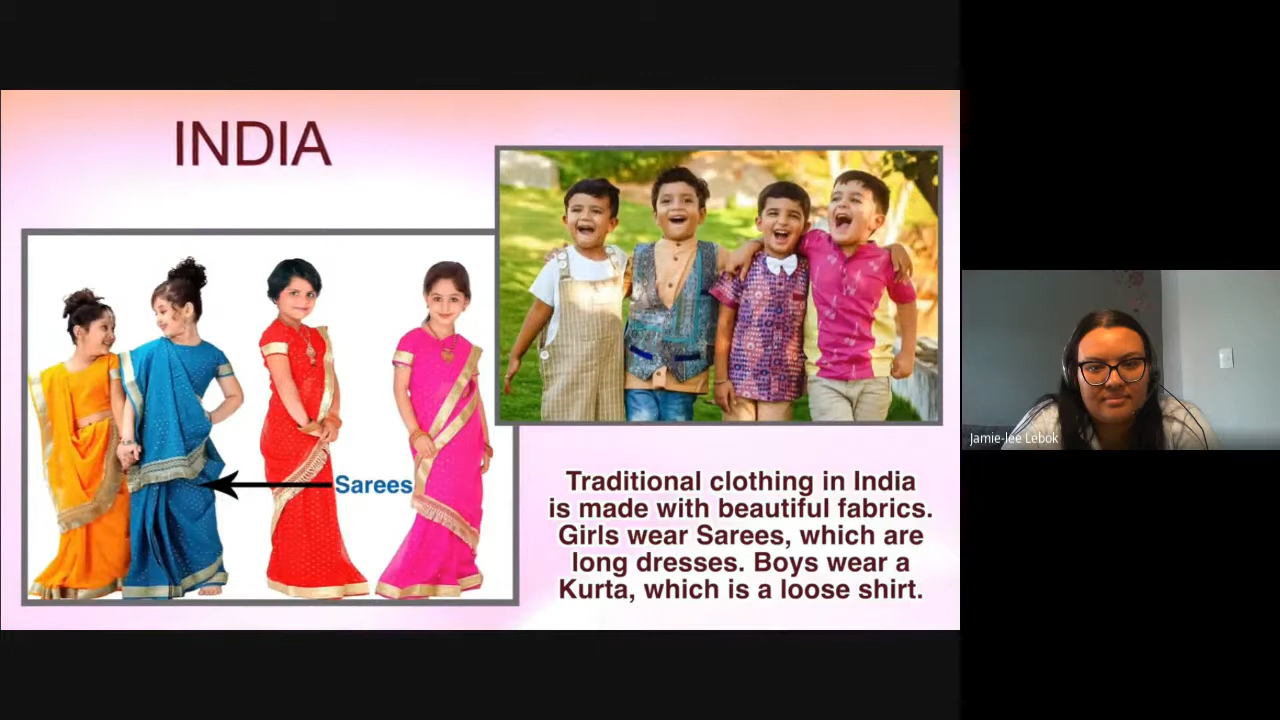 INDIA
Sarees
Traditional clothing in India
is made with beautiful fabrics.
Girls wear Sarees, which are
long dresses. Boys wear a
Kurta, which is a loose shirt.
Jamie-lee Lebok